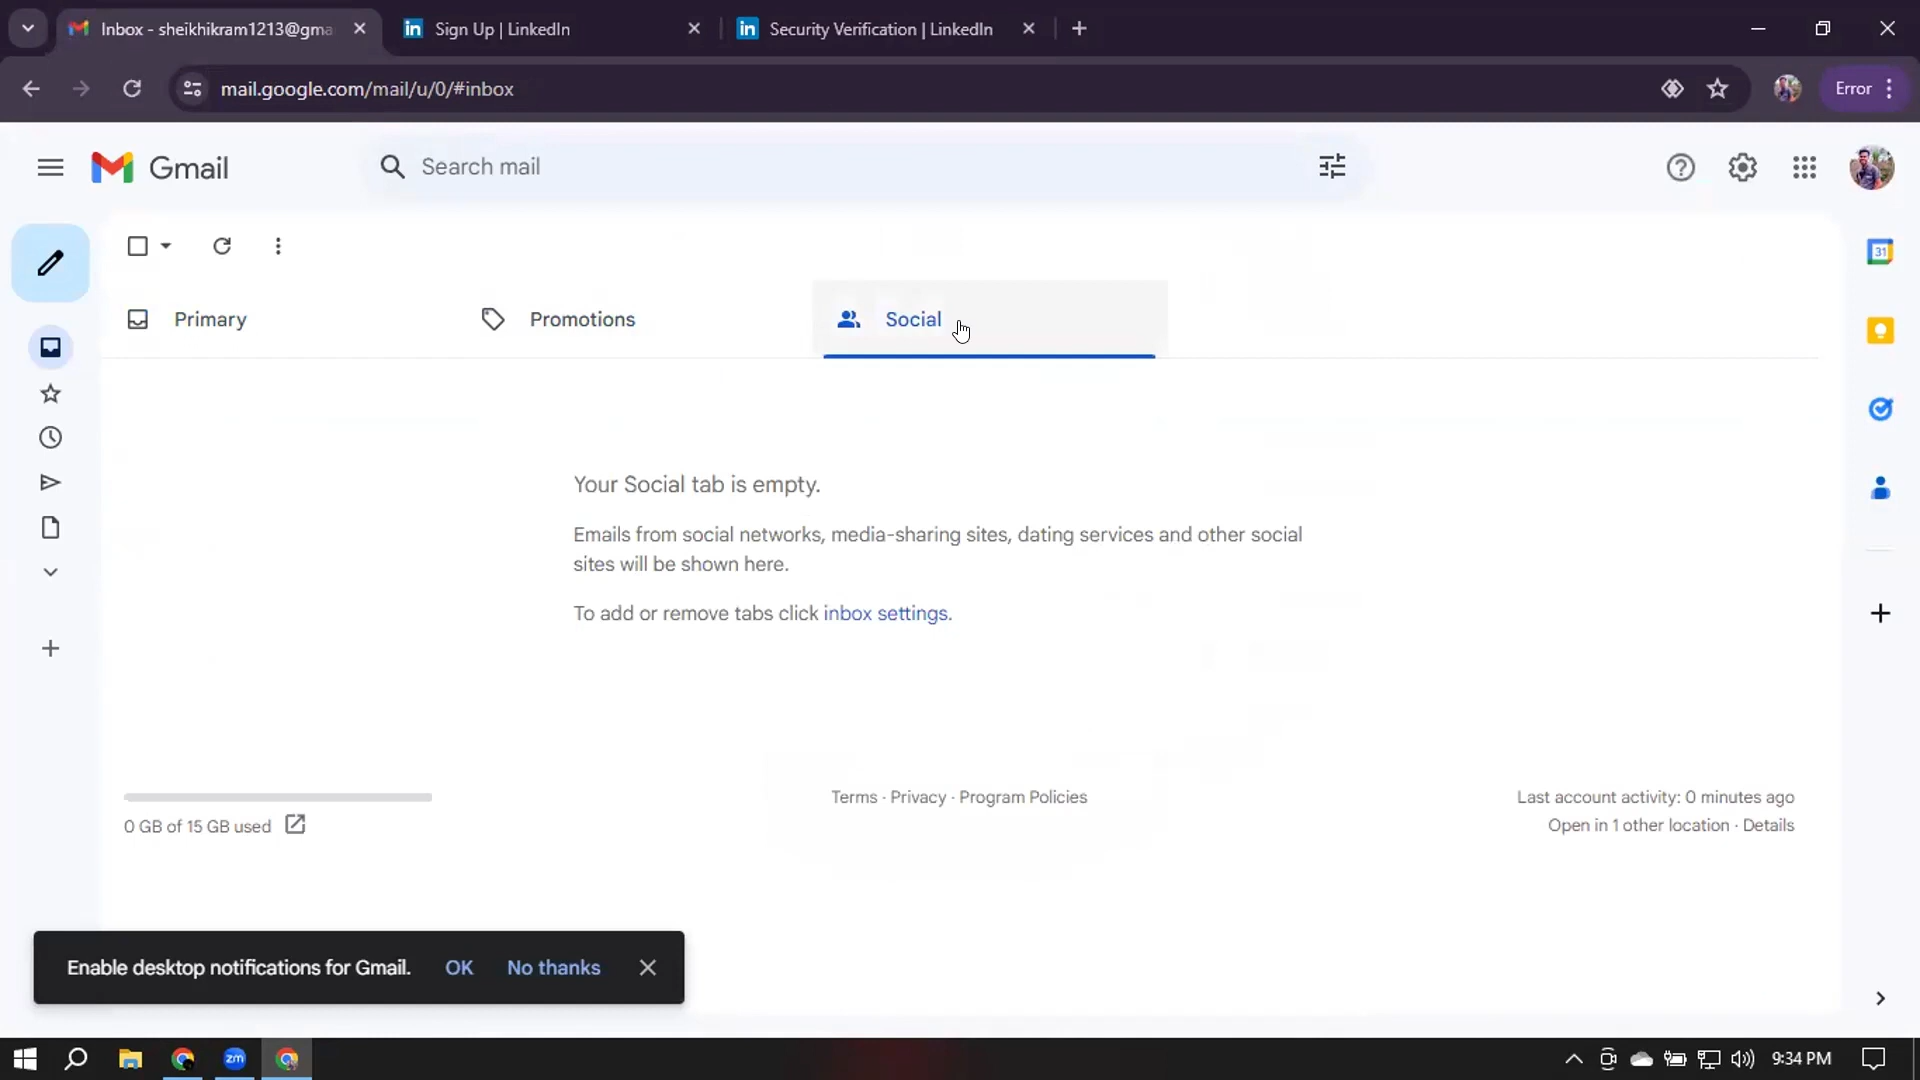 Inbox - sheikhikram1213@gma
Sign Up | LinkedIn
Security Verification | LinkedIn
mail.google.com/mail/u/0/#inbox
Error
Gmail
Search mail
31
Primary
Promotions
Social
Your Social tab is empty.
Emails from social networks, media-sharing sites, dating services and other social
sites will be shown here.
To add or remove tabs click inbox settings.
0 GB of 15 GB used
Terms · Privacy · Program Policies
Last account activity: 0 minutes ago
Open in 1 other location · Details
Enable desktop notifications for Gmail. OK No thanks
zm
9:34 PM